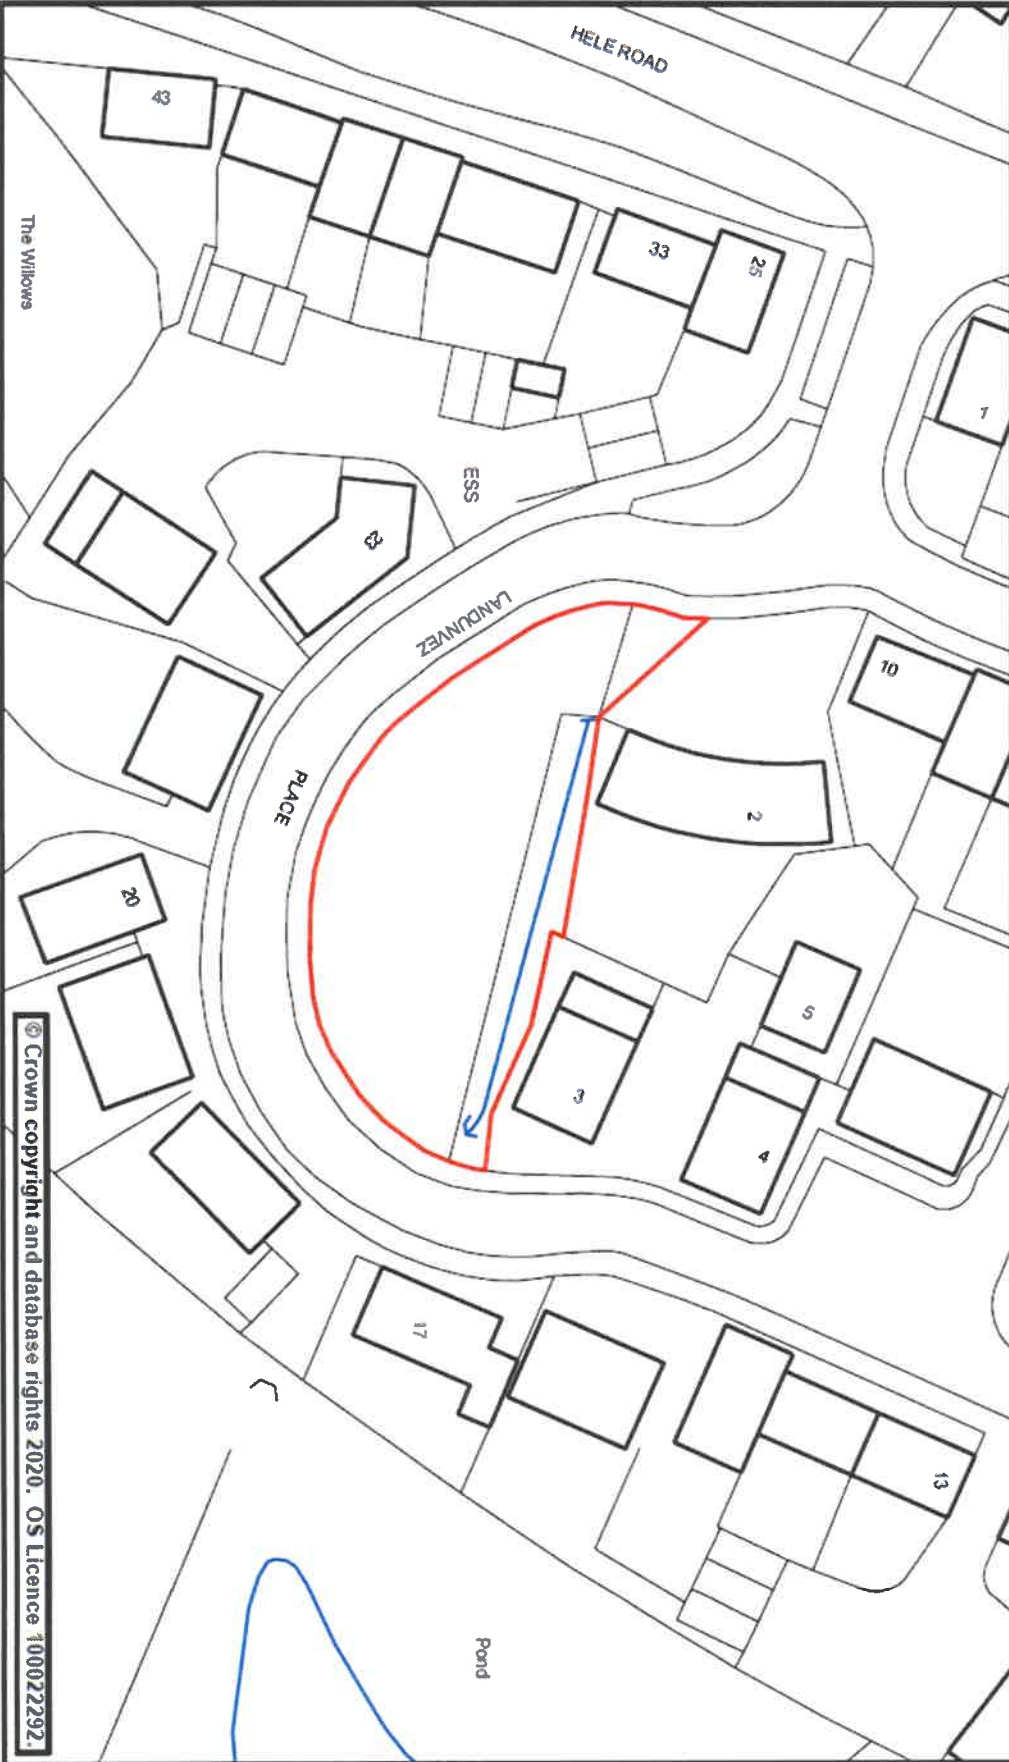 HELE ROAD
43
33
25
1
The Willows
ESS
23
LANDUNVEZ
PLACE
10
2
5
3
4
20
17
13
Pond
© Crown copyright and database rights 2020. OS Licence 100022292.